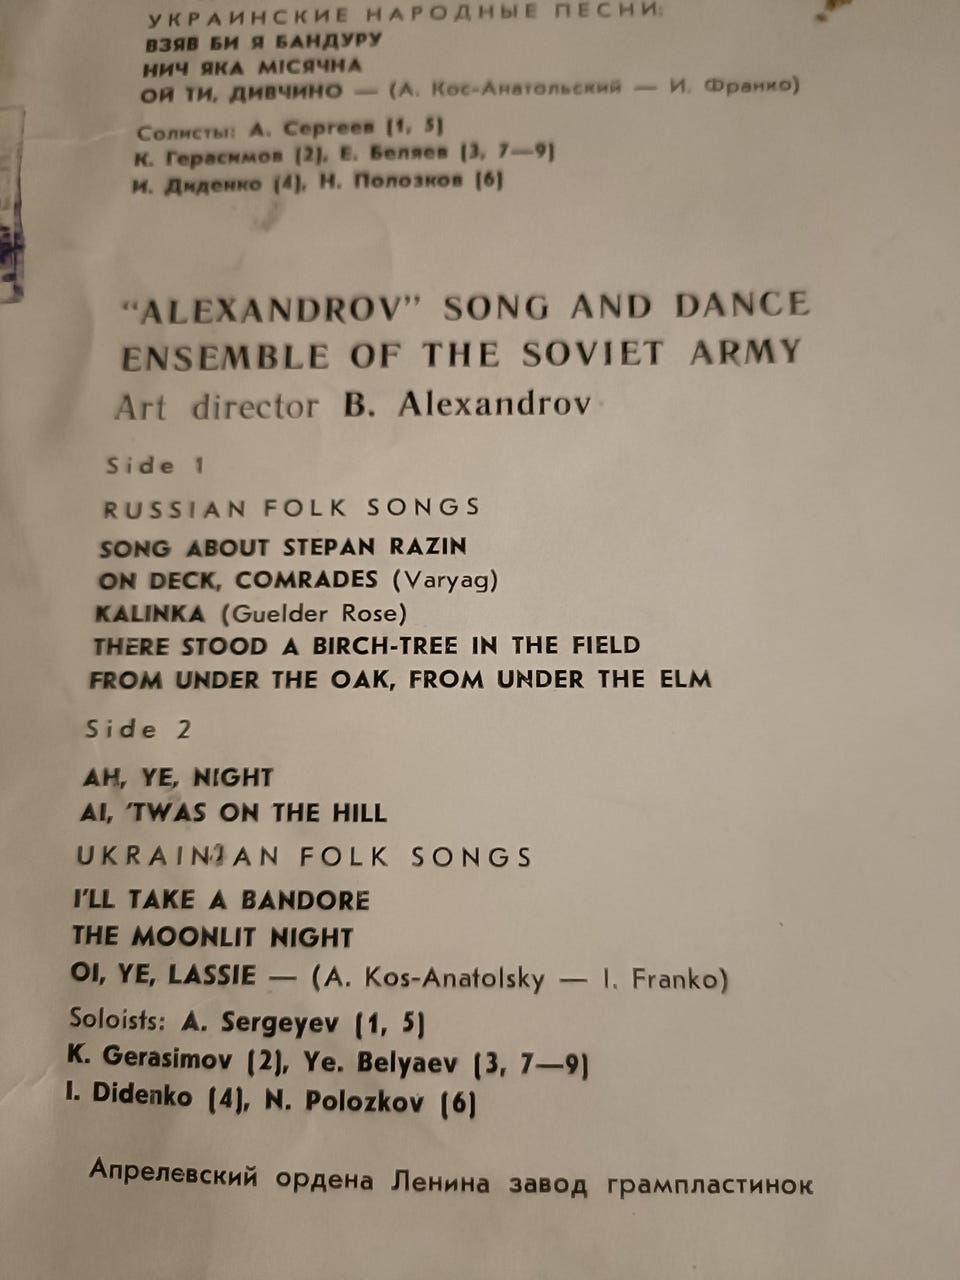 УКРАИНСКИЕ НАРОДНЫЕ ПЕСНИ:
ВЗЯВ БИ Я БАНДУРУ
НИЧ ЯКА МІСЯЧНА
ОЙ ТИ, ДИВЧИНО — (А. Кос-Анатольский — И. Франко)
Солисты: А. Сергеев (1, 5)
К. Герасимов (2), Е. Беляев (3, 7—9)
И. Диденко (4), Н. Полозков (6)
“ALEXANDROV” SONG AND DANCE
ENSEMBLE OF THE SOVIET ARMY
Art director B. Alexandrov
Side 1
RUSSIAN FOLK SONGS
SONG ABOUT STEPAN RAZIN
ON DECK, COMRADES (Varyag)
KALINKA (Guelder Rose)
THERE STOOD A BIRCH-TREE IN THE FIELD
FROM UNDER THE OAK, FROM UNDER THE ELM
Side 2
AH, YE, NIGHT
AI, ’TWAS ON THE HILL
UKRAINIAN FOLK SONGS
I’LL TAKE A BANDORE
THE MOONLIT NIGHT
OI, YE, LASSIE — (A. Kos-Anatolsky — I. Franko)
Soloists: A. Sergeyev (1, 5)
K. Gerasimov (2), Ye. Belyaev (3, 7—9)
I. Didenko (4), N. Polozkov (6)
Апрелевский ордена Ленина завод грампластинок